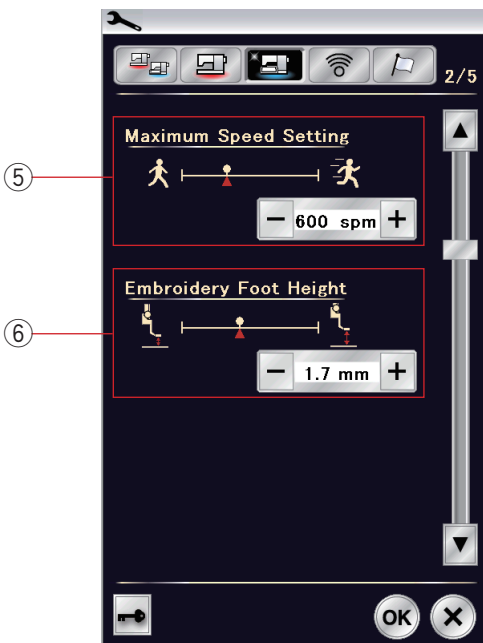 2/5
⑤
Maximum Speed Setting
− 600 spm +
⑥
Embroidery Foot Height
− 1.7 mm +
OK